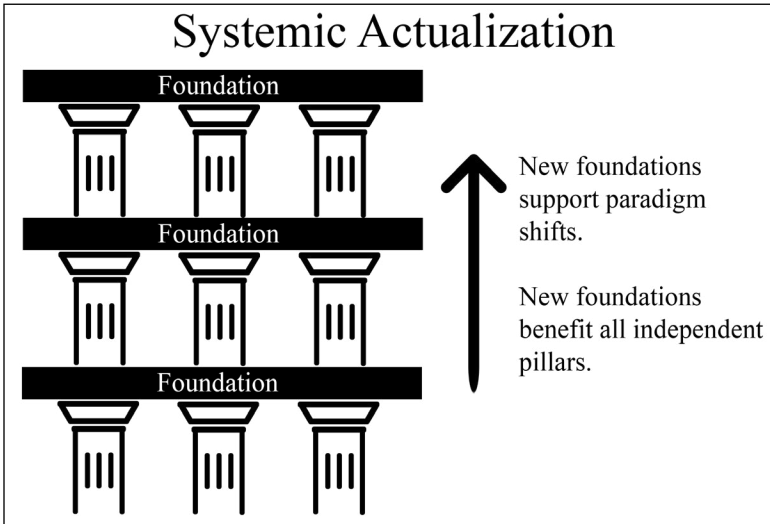 Systemic Actualization
Foundation
Foundation
Foundation
New foundations
support paradigm
shifts.
New foundations
benefit all independent
pillars.